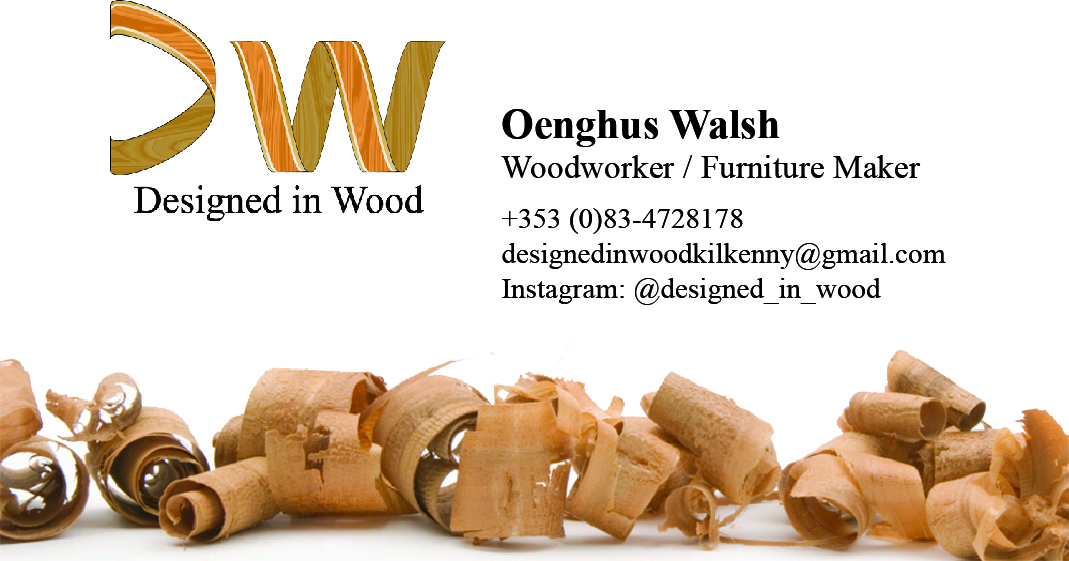 DW
Designed in Wood
Oenghus Walsh
Woodworker / Furniture Maker
+353 (0)83-4728178
designedinwoodkilkenny@gmail.com
Instagram: @designed_in_wood